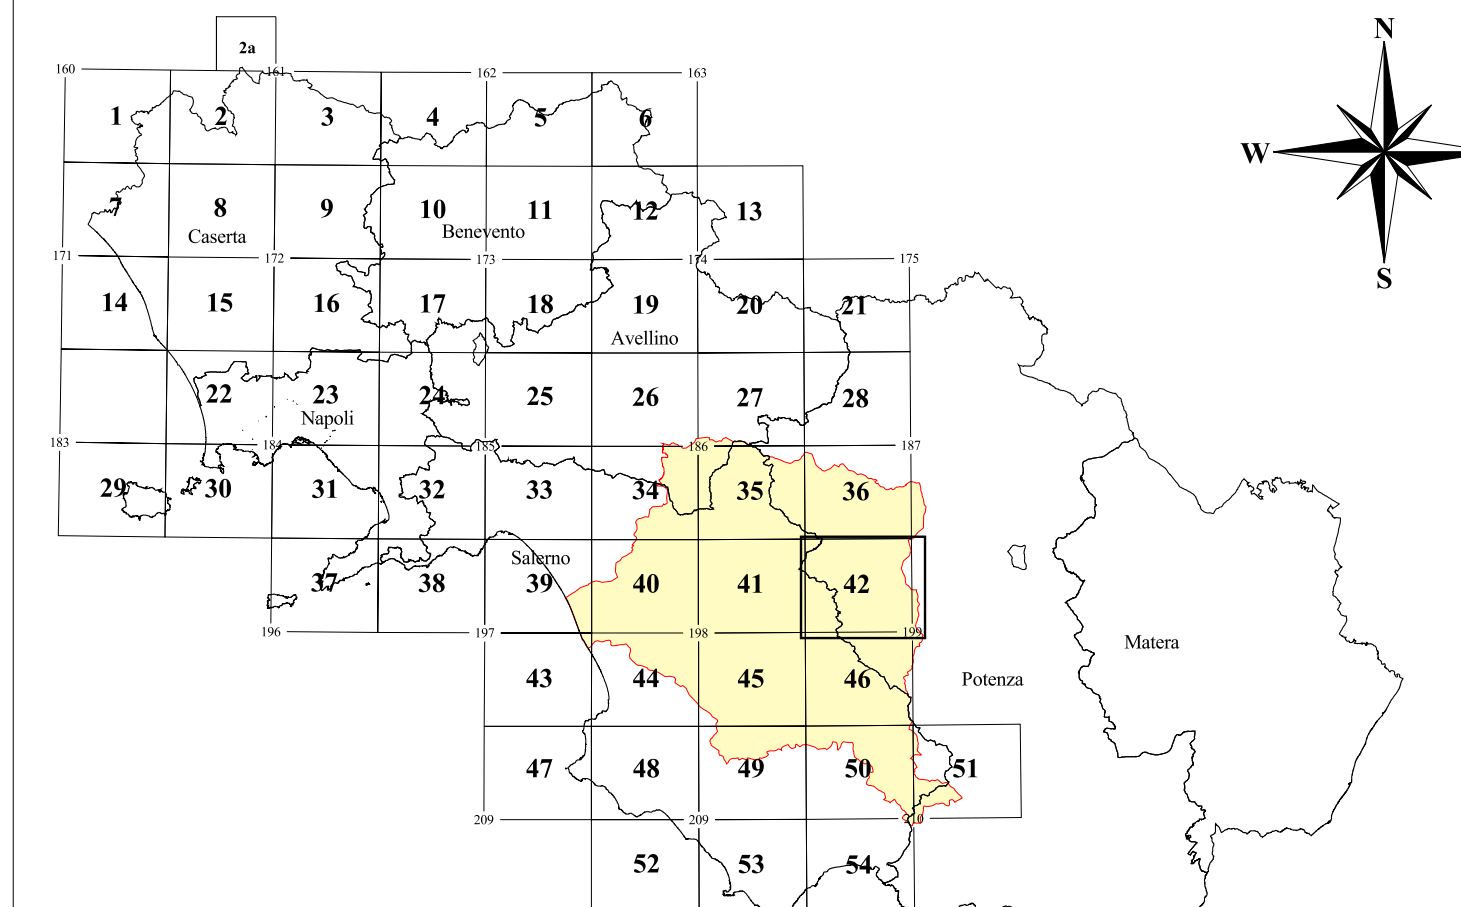 N
2a
160 161 162 163
1 2 3 4 5 6
W
7 8 9 10 11 12 13
Caserta Benevento
171 172 173 174 175
S
14 15 16 17 18 19 20 21
Avellino
22 23 24 25 26 27 28
Napoli
183 184 185 186 187
29 30 31 32 33 34 35 36
Salerno
37 38 39 40 41 42
196 197 198 199
Matera
43 44 45 46 Potenza
47 48 49 50 51
209 209 210
52 53 54